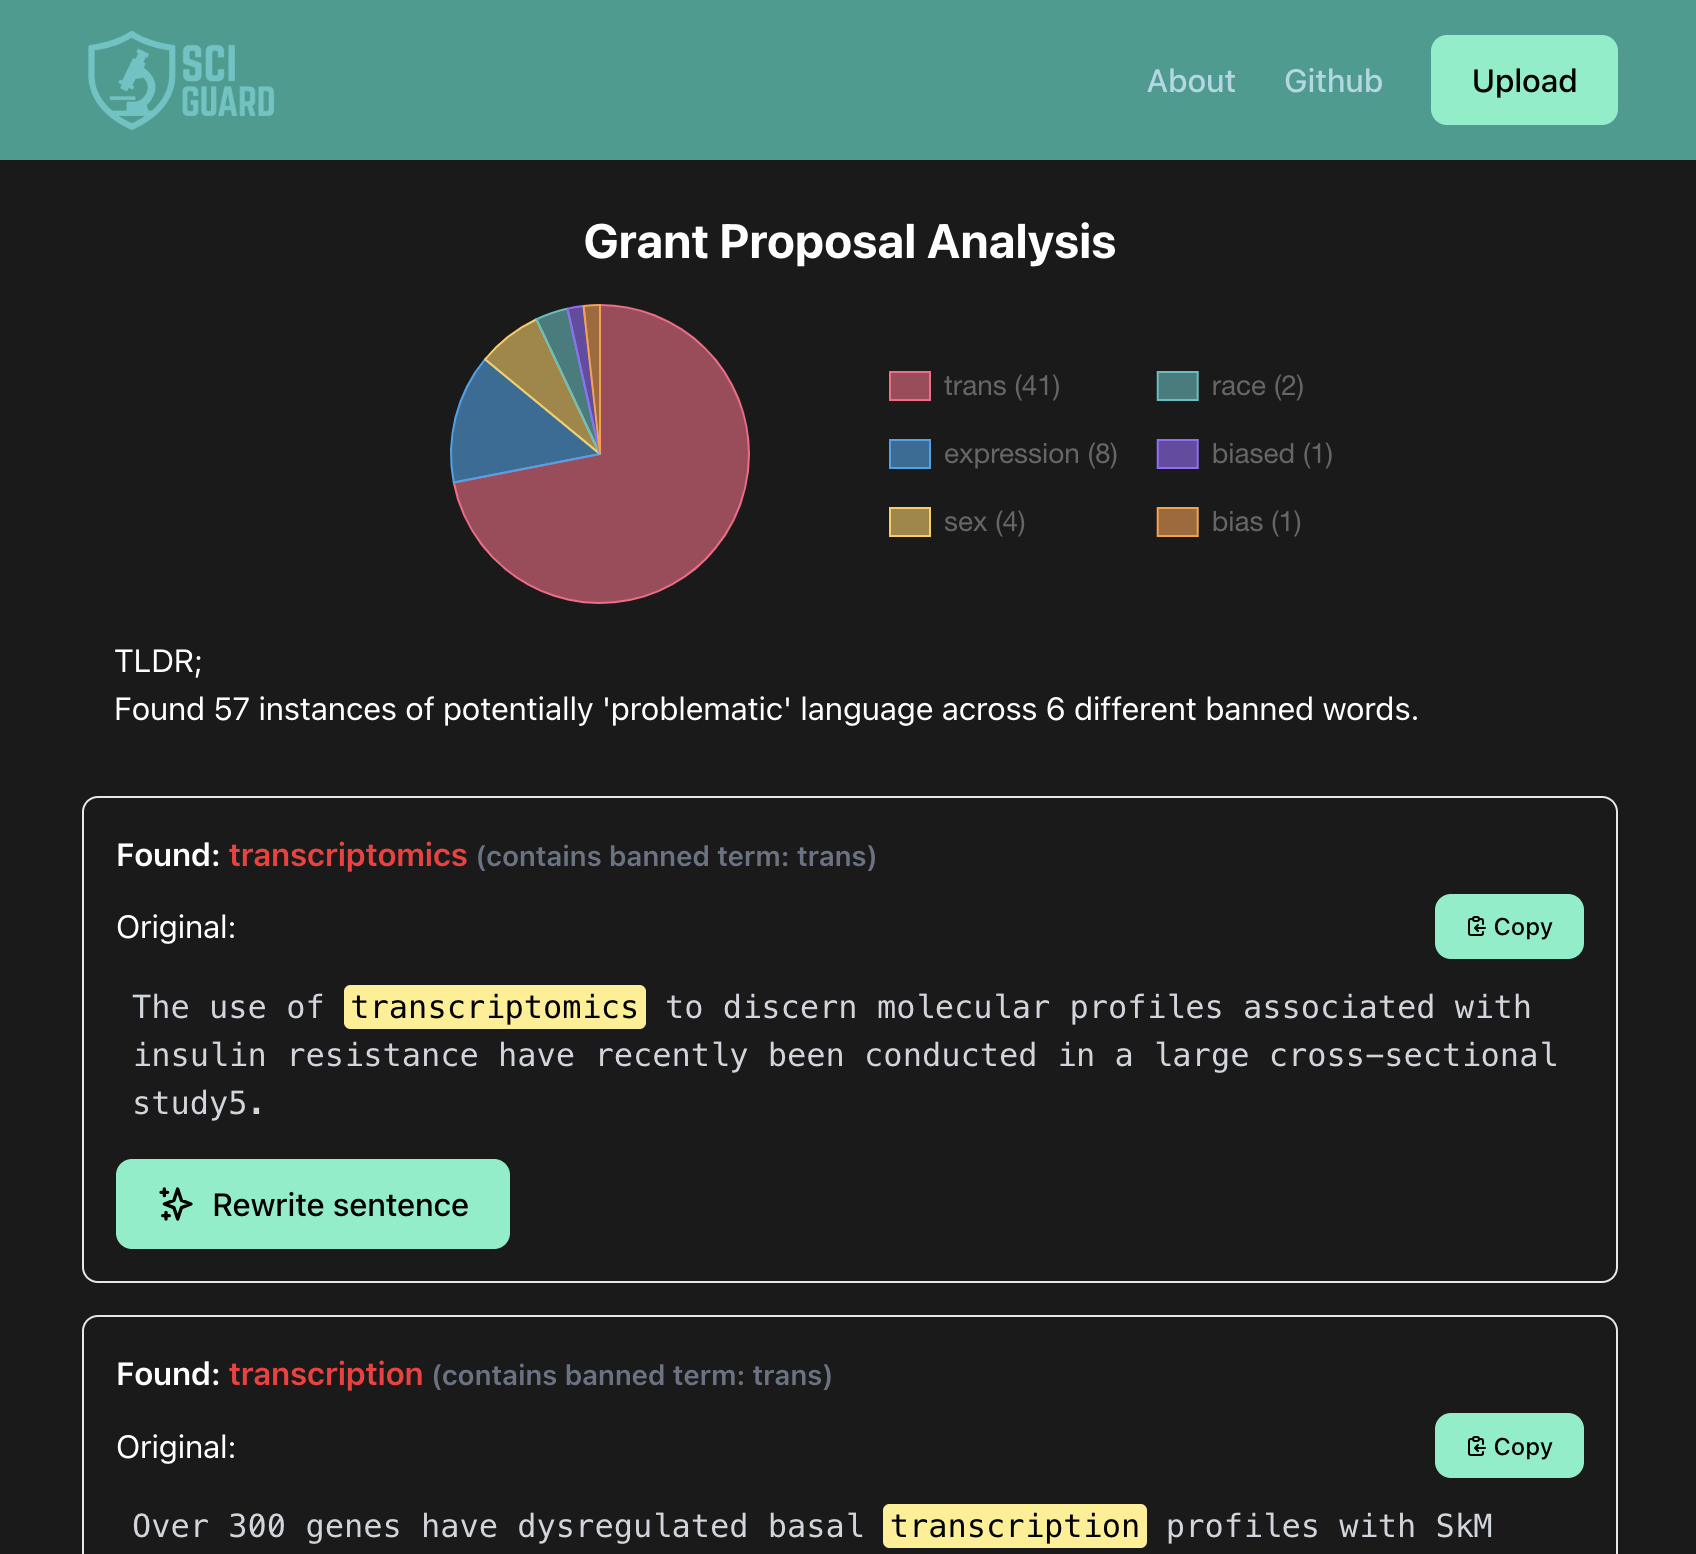 SCI
GUARD
About
Github
Upload
Grant Proposal Analysis
trans (41)
race (2)
expression (8)
biased (1)
sex (4)
bias (1)
TLDR;
Found 57 instances of potentially 'problematic' language across 6 different banned words.
Found: transcriptomics (contains banned term: trans)
Original:
Copy
The use of transcriptomics to discern molecular profiles associated with
insulin resistance have recently been conducted in a large cross-sectional
study5.
Rewrite sentence
Found: transcription (contains banned term: trans)
Original:
Copy
Over 300 genes have dysregulated basal transcription profiles with SkM